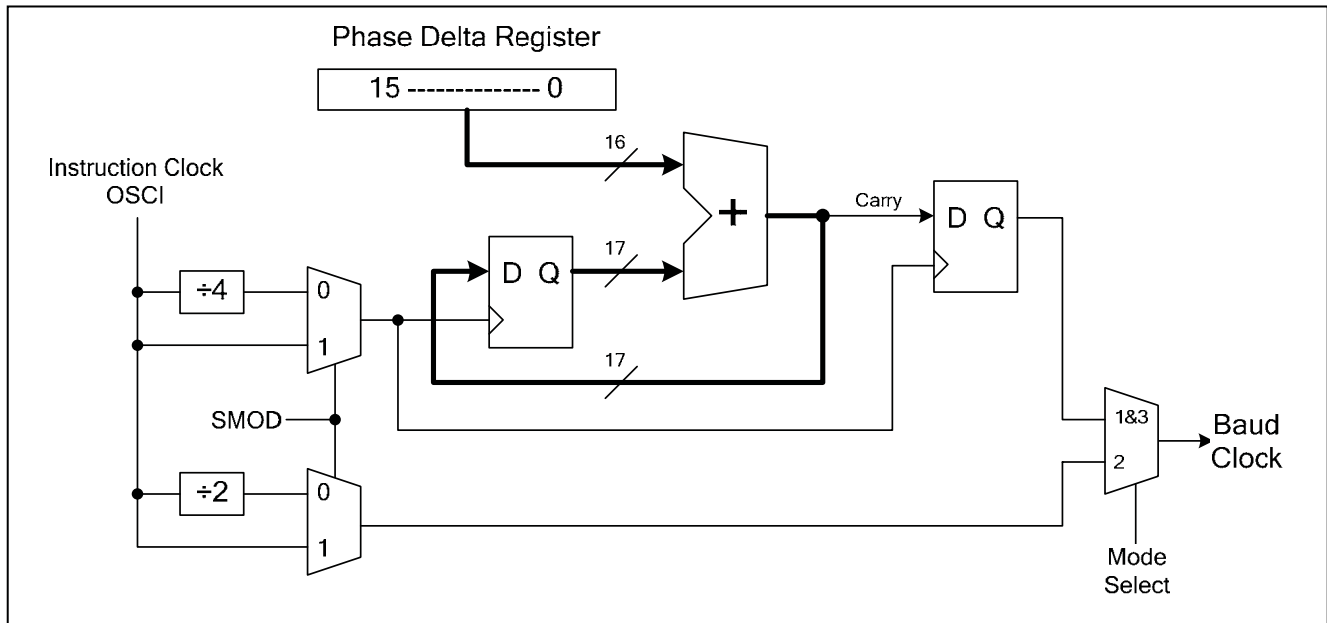 Phase Delta Register
15 -------------- 0
16
Instruction Clock
OSCI
Carry
D Q
+
17
D Q
÷4
0
1
17
SMOD
1&3
Baud
Clock
2
÷2
0
1
Mode
Select